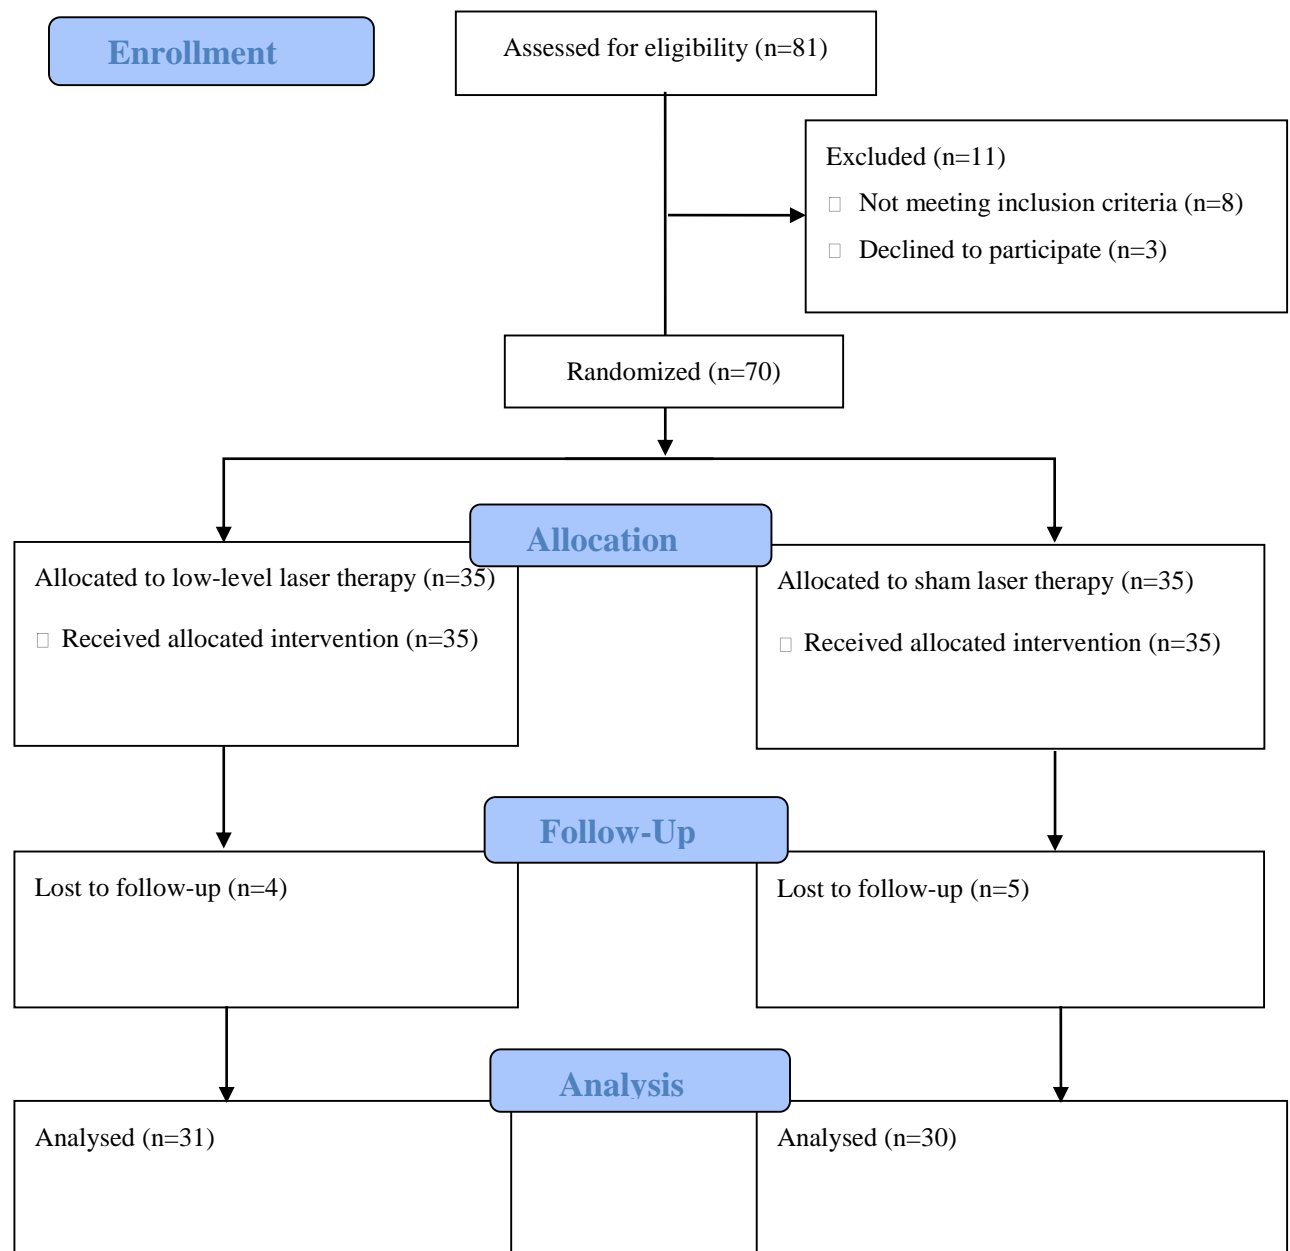 Enrollment
Assessed for eligibility (n=81)
Excluded (n=11)
Not meeting inclusion criteria (n=8)
Declined to participate (n=3)
Randomized (n=70)
Allocation
Allocated to low-level laser therapy (n=35)
Received allocated intervention (n=35)
Allocated to sham laser therapy (n=35)
Received allocated intervention (n=35)
Follow-Up
Lost to follow-up (n=4)
Lost to follow-up (n=5)
Analysis
Analysed (n=31)
Analysed (n=30)